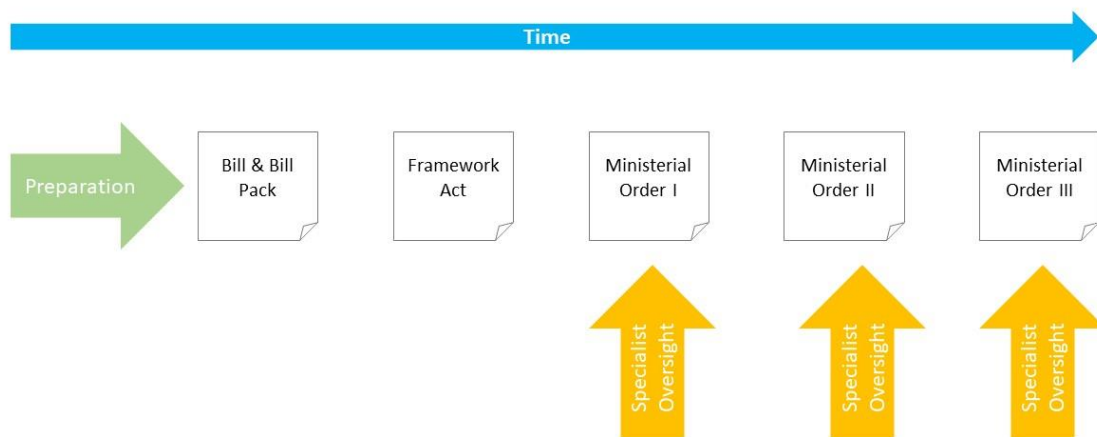 Time
Preparation
Bill & Bill
Pack
Framework
Act
Ministerial
Order I
Ministerial
Order II
Ministerial
Order III
Specialist
Oversight
Specialist
Oversight
Specialist
Oversight